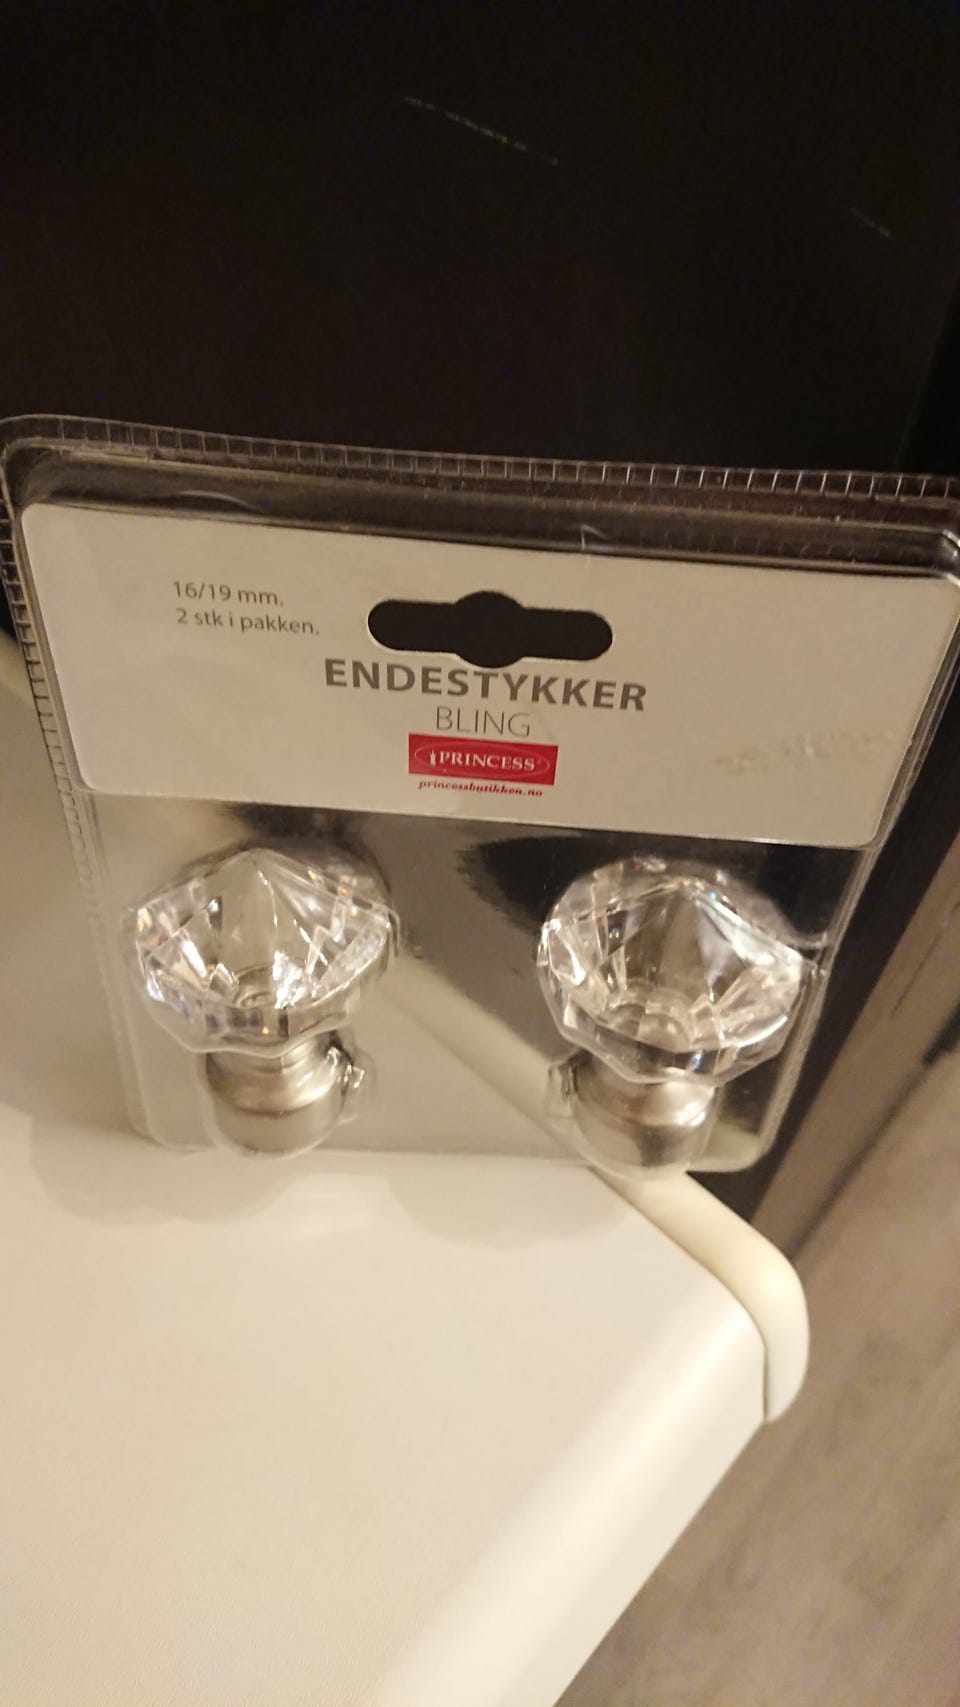 16/19 mm.
2 stk i pakken.
ENDESTYKKER
BLING
PRINCESS
princessbutikken.no